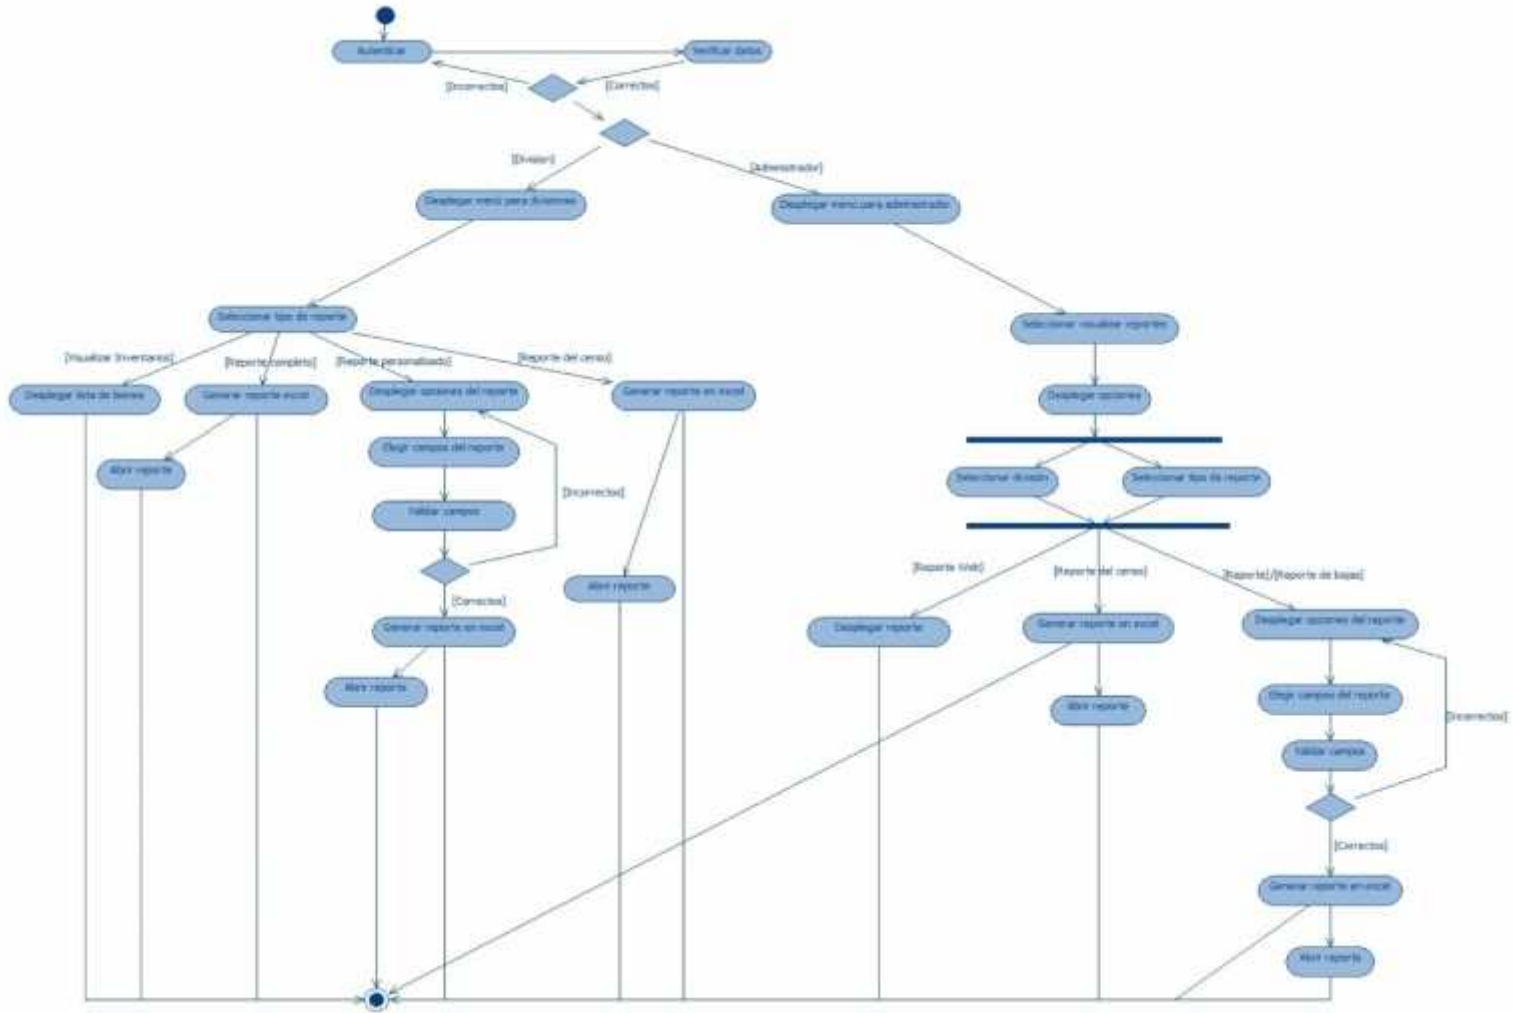 Autenticar
Verificar datos
[Incorrectos]
[Correctos]
[Division]
[Administrador]
Desplegar menú para divisiones
Desplegar menú para administrador
Seleccionar tipo de reporte
Seleccionar visualizar reportes
[Visualizar Inventarios]
[Reporte completo]
[Reporte personalizado]
[Reporte del censo]
Desplegar lista de bienes
Generar reporte excel
Desplegar opciones del reporte
Generar reporte en excel
Desplegar opciones
Elegir campos del reporte
Abrir reporte
Seleccionar división
Seleccionar tipo de reporte
[Incorrectos]
Validar campos
[Reporte Web]
[Reporte del censo]
[Reporte]/[Reporte de bajas]
Abrir reporte
[Correctos]
Generar reporte en excel
Desplegar reporte
Generar reporte en excel
Desplegar opciones del reporte
Abrir reporte
Abrir reporte
Elegir campos del reporte
[Incorrectos]
Validar campos
[Correctos]
Generar reporte en excel
Abrir reporte